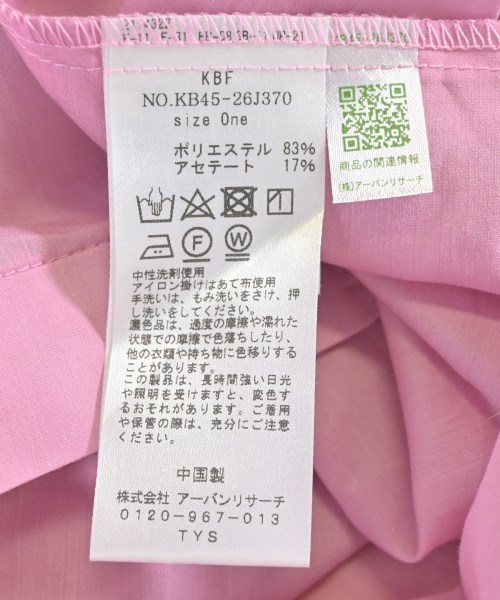 KBF
NO.KB45-26J370
size One
ポリエステル 83%
アセテート 17%
F
W
中性洗剤使用
アイロン掛けはあて布使用
手洗いは、もみ洗いをさけ、押
し洗いをしてください。
濃色品は、過度の摩擦や濡れた
状態での摩擦で色落ちしたり、
他の衣類や持ち物に色移りする
ことがあります。
この製品は、長時間強い日光
や照明を受けますと、変色する
おそれがあります。ご着用
や保管の際は、充分にご注意
ください。
中国製
株式会社 アーバンリサーチ
0120-967-013
TYS
商品の関連情報
(株)アーバンリサーチ